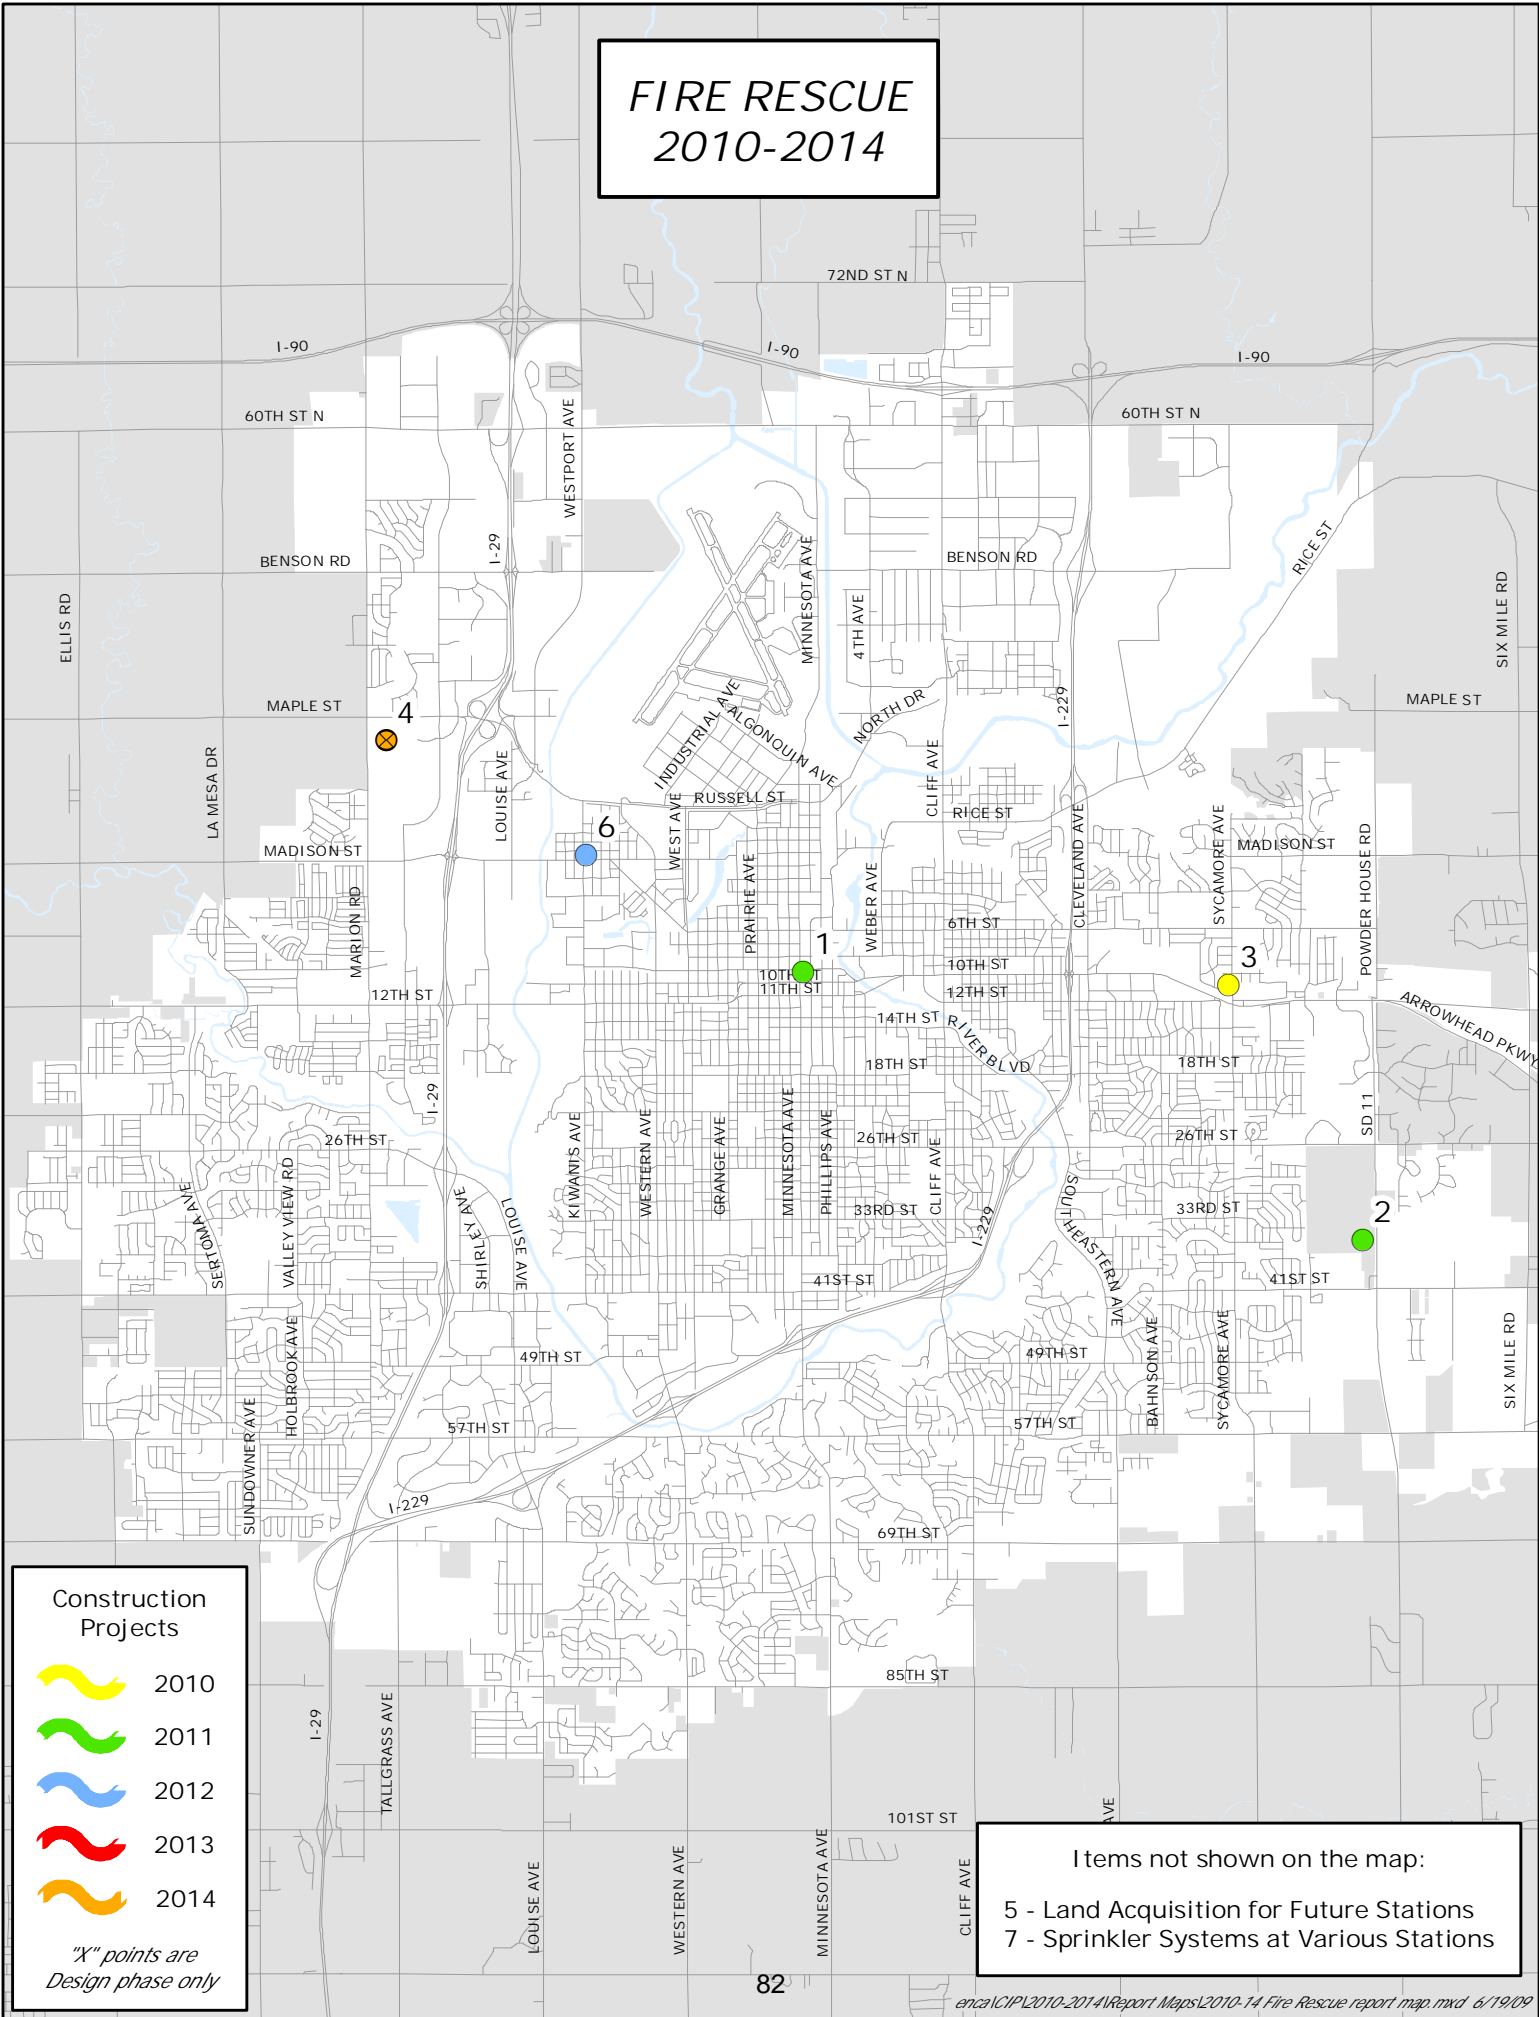 FIRE RESCUE
2010-2014
72ND ST N
I-90
I-90
I-90
60TH ST N
60TH ST N
WESTPORT AVE
I-29
BENSON RD
BENSON RD
MINNESOTA AVE
4TH AVE
RICE ST
ELLIS RD
SIX MILE RD
MAPLE ST
MAPLE ST
4
INDUSTRIAL AVE
ALGONQUIN AVE
NORTH DR
I-229
LA MESA DR
LOUISE AVE
CLIFF AVE
RUSSELL ST
RICE ST
6
WEST AVE
CLEVELAND AVE
SYCAMORE AVE
MADISON ST
MADISON ST
POWDER HOUSE RD
MARION RD
PRAIRIE AVE
WEBER AVE
6TH ST
1
3
10TH ST
10TH ST
11TH ST
12TH ST
12TH ST
ARROWHEAD PKWY
14TH ST
RIVER BLVD
18TH ST
18TH ST
I-29
SD 11
26TH ST
26TH ST
26TH ST
KIWANIS AVE
WESTERN AVE
GRANGE AVE
MINNESOTA AVE
PHILLIPS AVE
CLIFF AVE
SERTOMA AVE
VALLEY VIEW RD
SHIRLEY AVE
LOUISE AVE
33RD ST
33RD ST
I-229
SOUTHEASTERN AVE
2
41ST ST
41ST ST
HOLBROOK AVE
49TH ST
49TH ST
BAHNSON AVE
SYCAMORE AVE
SIX MILE RD
SUNDOWNER AVE
57TH ST
57TH ST
I-229
69TH ST
85TH ST
I-29
TALLGRASS AVE
101ST ST
AVE
LOUISE AVE
WESTERN AVE
MINNESOTA AVE
CLIFF AVE
Construction
Projects
2010
2011
2012
2013
2014
"X" points are
Design phase only
Items not shown on the map:
5 - Land Acquisition for Future Stations
7 - Sprinkler Systems at Various Stations
82
enca\CIP\2010-2014\Report Maps\2010-14 Fire Rescue report map.mxd 6/19/09